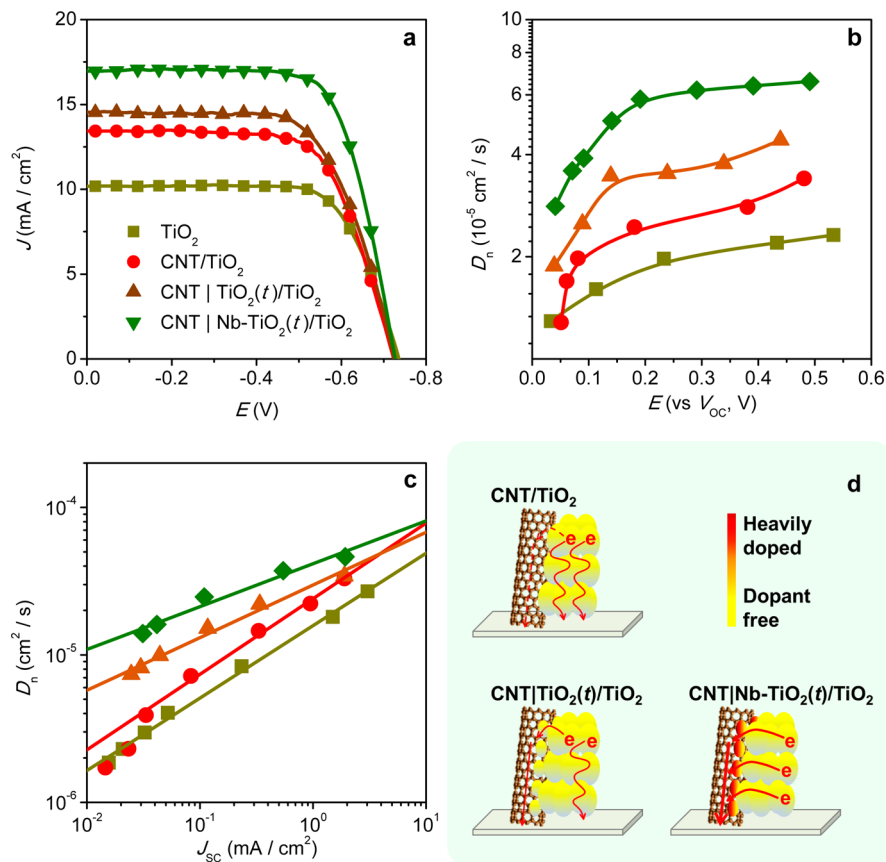 a
20
15
10
5
0
J (mA / cm²)
TiO₂
CNT/TiO₂
CNT | TiO₂(t)/TiO₂
CNT | Nb-TiO₂(t)/TiO₂
0.0 -0.2 -0.4 -0.6 -0.8
E (V)
b
8
6
4
2
Dₙ (10⁻⁵ cm² / s)
0.0 0.1 0.2 0.3 0.4 0.5 0.6
E (vs V_OC, V)
c
10⁻⁴
10⁻⁵
10⁻⁶
Dₙ (cm² / s)
10⁻² 10⁻¹ 10⁰ 10¹
J_SC (mA / cm²)
d
CNT/TiO₂
e e
Heavily
doped
Dopant
free
CNT|TiO₂(t)/TiO₂
e e
CNT|Nb-TiO₂(t)/TiO₂
e
e
e